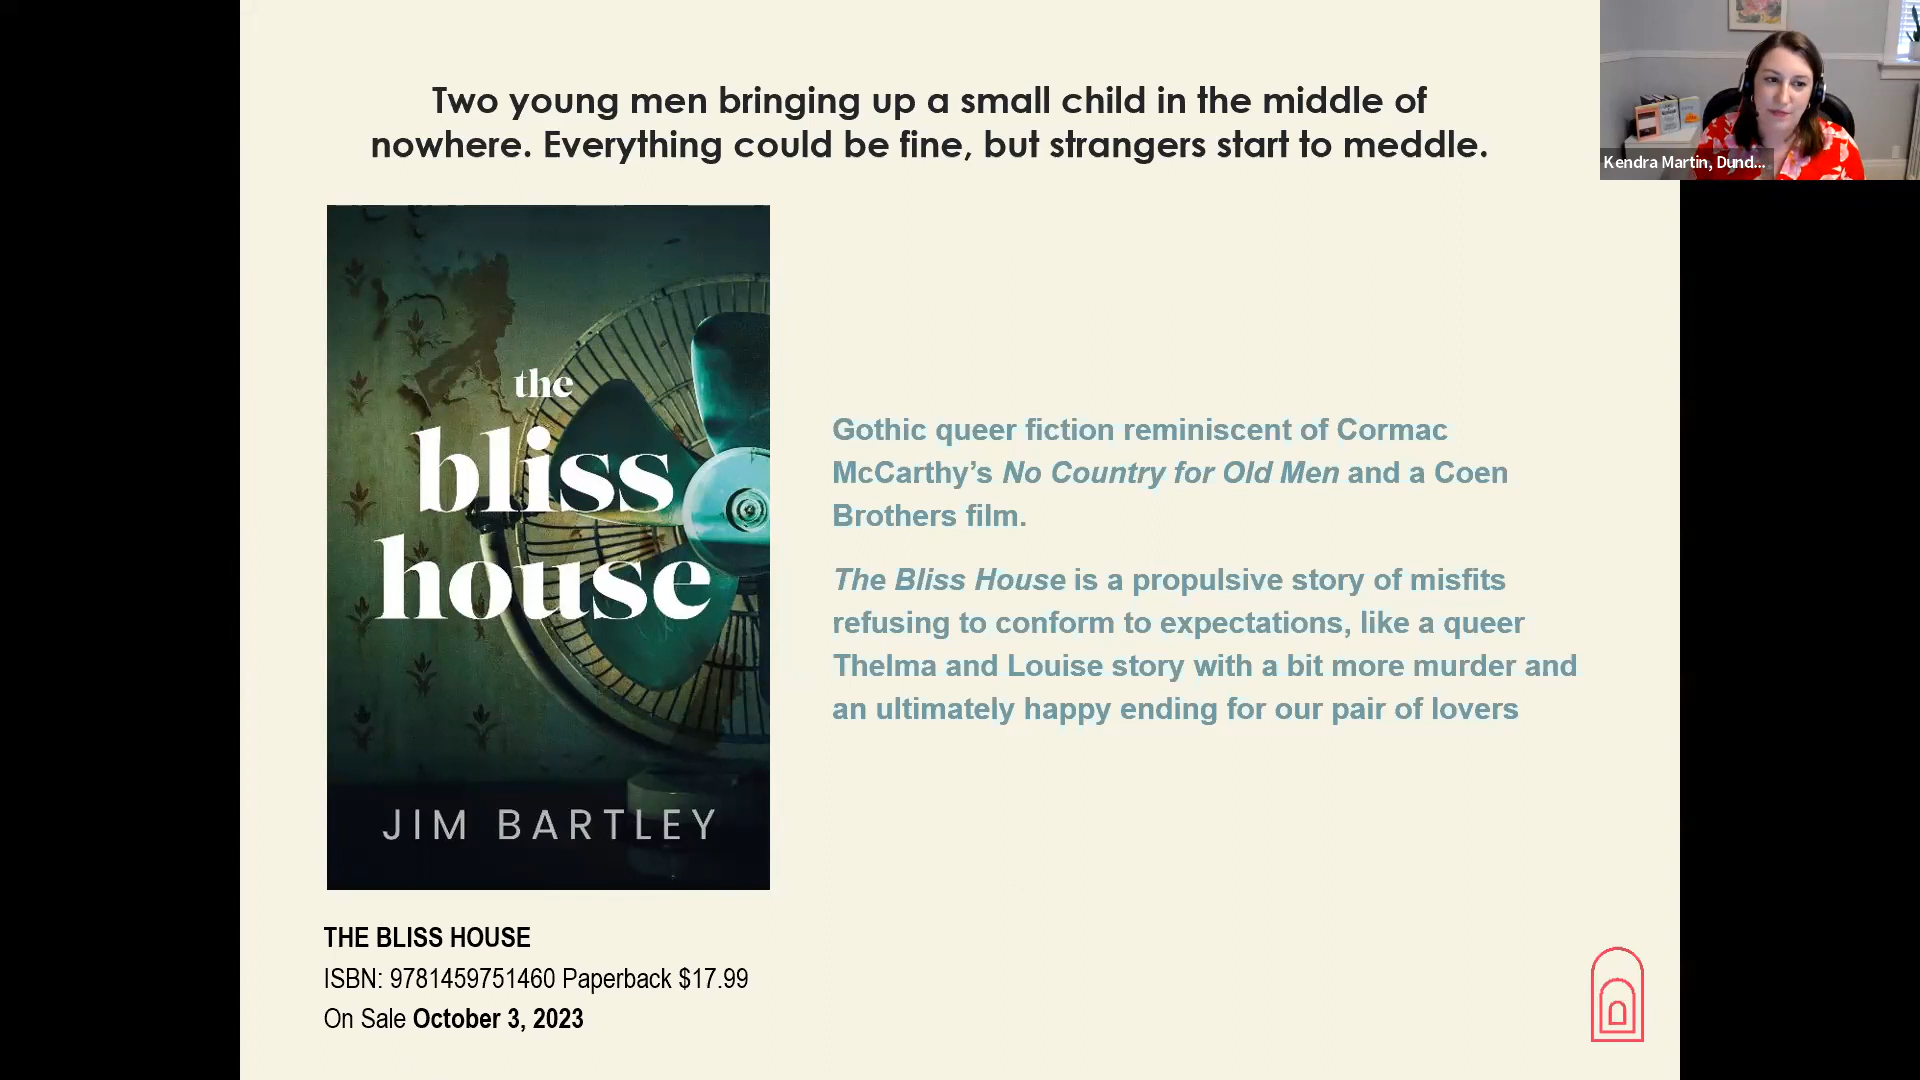 Two young men bringing up a small child in the middle of
nowhere. Everything could be fine, but strangers start to meddle.
Kendra Martin, Dund...
the
bliss
house
JIM BARTLEY
Gothic queer fiction reminiscent of Cormac
McCarthy’s No Country for Old Men and a Coen
Brothers film.
The Bliss House is a propulsive story of misfits
refusing to conform to expectations, like a queer
Thelma and Louise story with a bit more murder and
an ultimately happy ending for our pair of lovers
THE BLISS HOUSE
ISBN: 9781459751460 Paperback $17.99
On Sale October 3, 2023